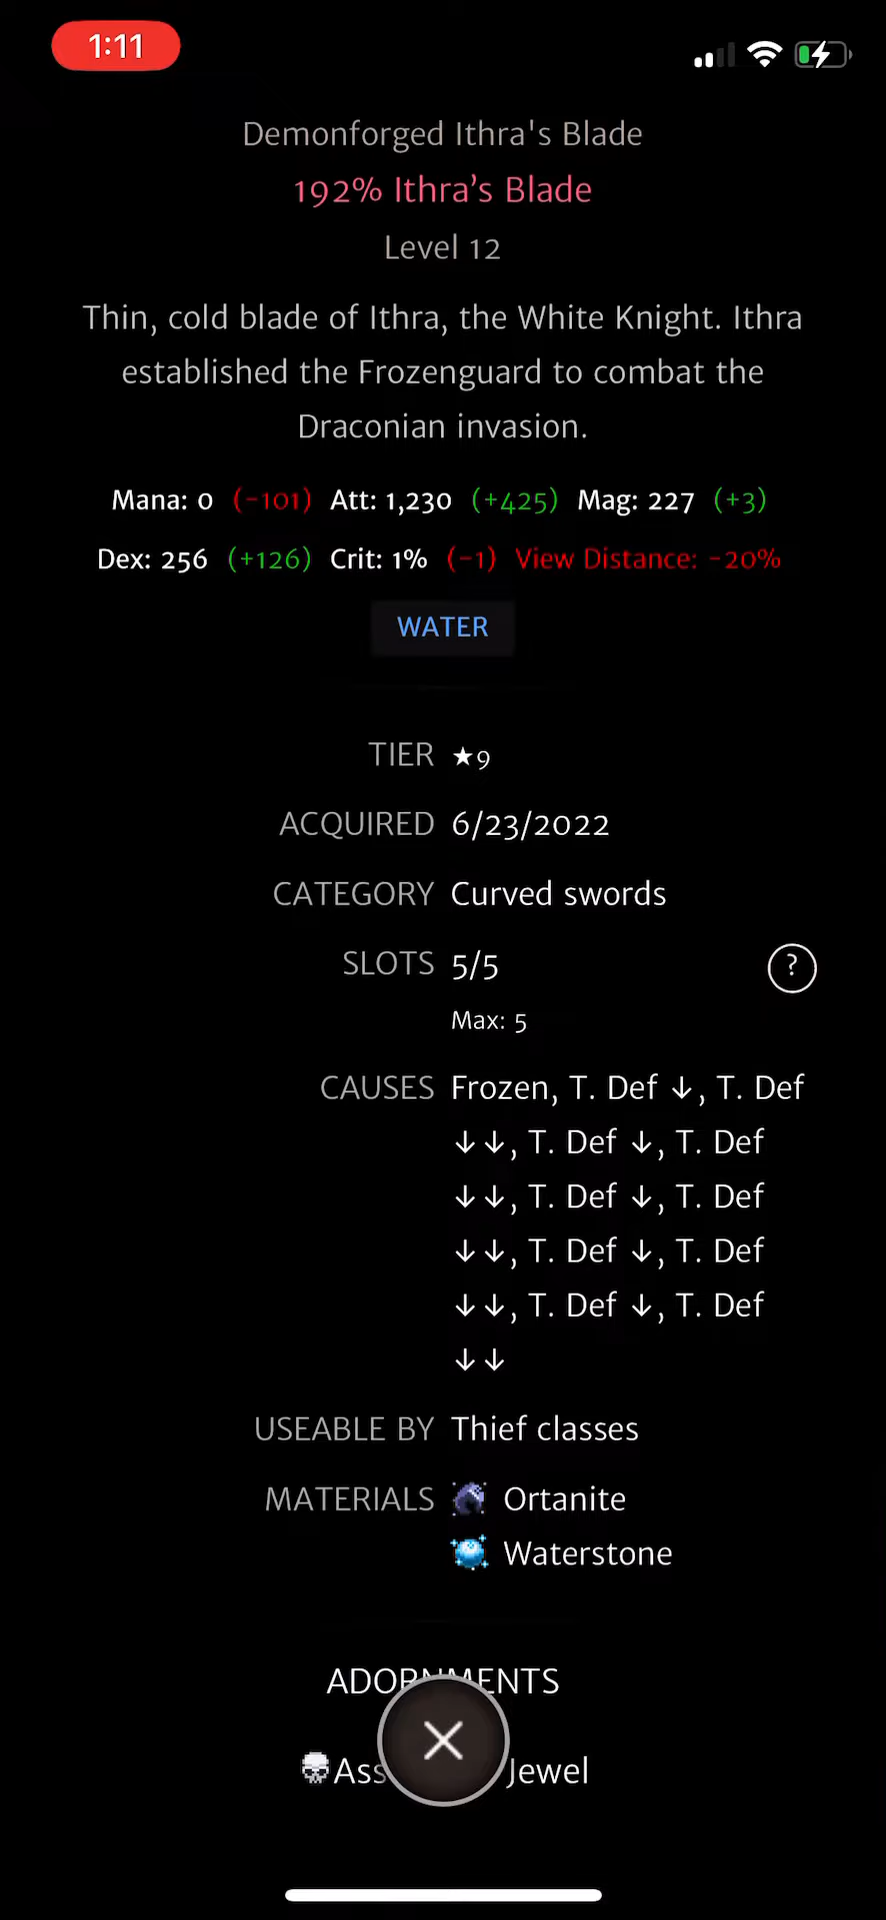 1:11
Demonforged Ithra's Blade
192% Ithra’s Blade
Level 12
Thin, cold blade of Ithra, the White Knight. Ithra
established the Frozenguard to combat the
Draconian invasion.
Mana: 0 (-101) Att: 1,230 (+425) Mag: 227 (+3)
Dex: 256 (+126) Crit: 1% (-1) View Distance: -20%
WATER
TIER ★9
ACQUIRED 6/23/2022
CATEGORY Curved swords
SLOTS 5/5 ?
Max: 5
CAUSES Frozen, T. Def ↓, T. Def
↓↓, T. Def ↓, T. Def
↓↓, T. Def ↓, T. Def
↓↓, T. Def ↓, T. Def
↓↓, T. Def ↓, T. Def
↓↓
USEABLE BY Thief classes
MATERIALS Ortanite
Waterstone
ADORNMENTS
Jewel